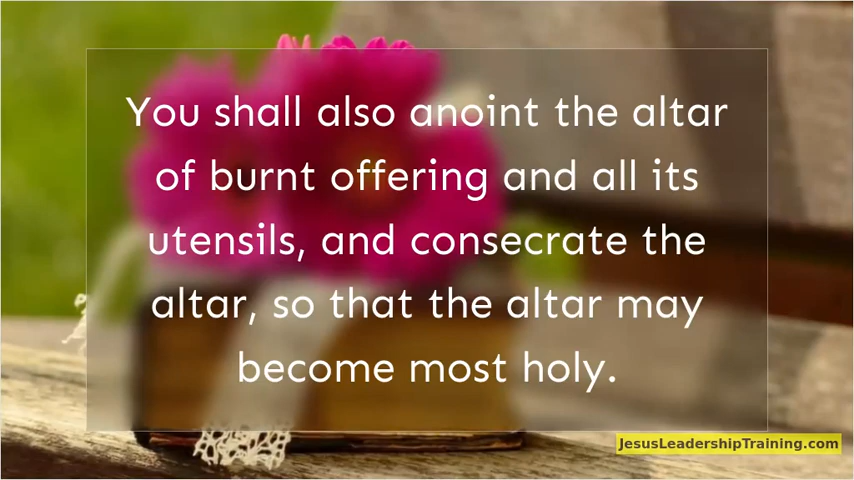 You shall also anoint the altar
of burnt offering and all its
utensils, and consecrate the
altar, so that the altar may
become most holy.
JesusLeadershipTraining.com